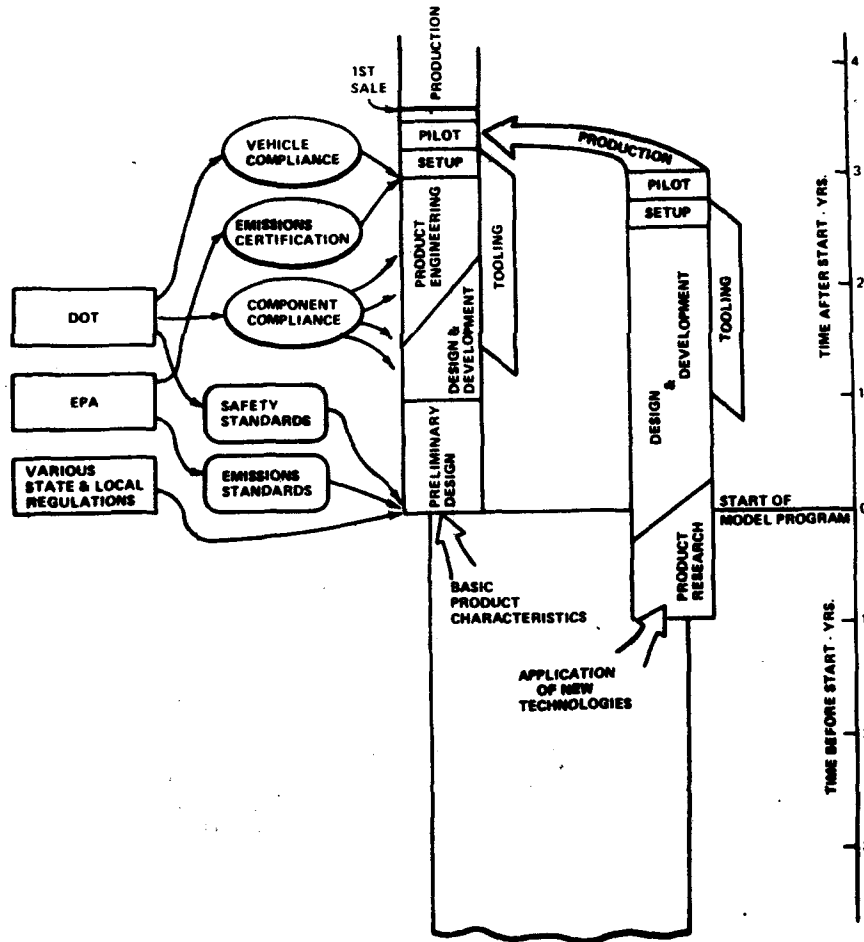 1ST
SALE
PRODUCTION
PILOT
SETUP
PRODUCT
ENGINEERING
DESIGN &
DEVELOPMENT
PRELIMINARY
DESIGN
TOOLING
VEHICLE
COMPLIANCE
EMISSIONS
CERTIFICATION
COMPONENT
COMPLIANCE
DOT
EPA
VARIOUS
STATE & LOCAL
REGULATIONS
SAFETY
STANDARDS
EMISSIONS
STANDARDS
BASIC
PRODUCT
CHARACTERISTICS
PRODUCTION
PILOT
SETUP
TOOLING
DESIGN & DEVELOPMENT
PRODUCT
RESEARCH
APPLICATION
OF NEW
TECHNOLOGIES
START OF
MODEL PROGRAM
TIME AFTER START - YRS.
4
3
2
1
TIME BEFORE START - YRS.